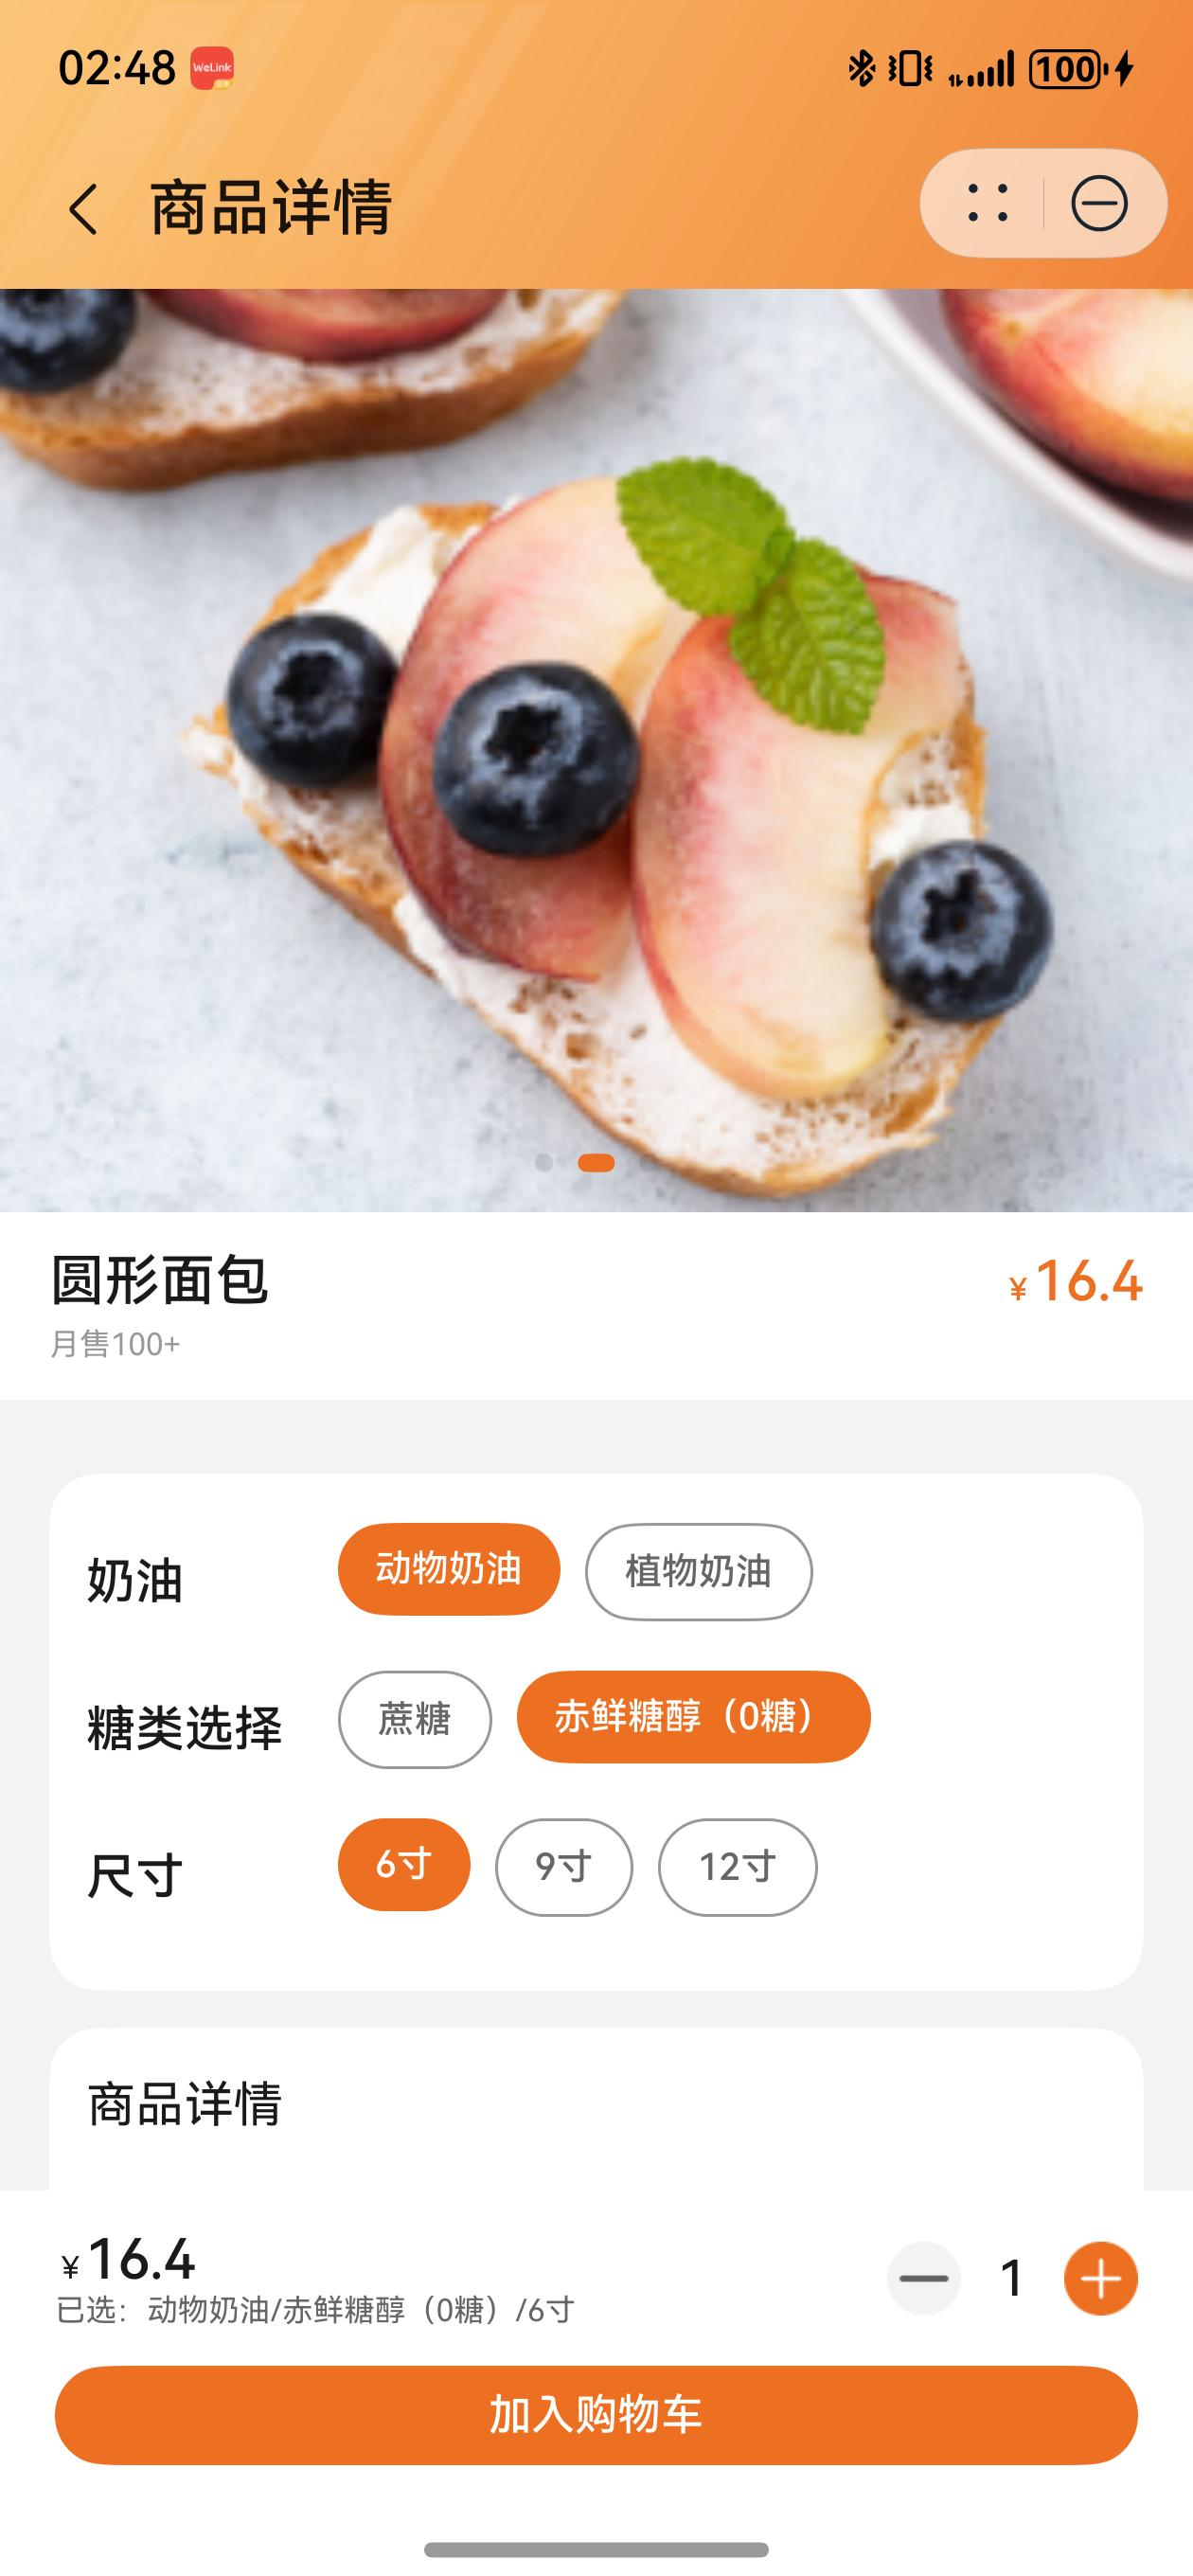 02:48 WeLink 100
商品详情
圆形面包 ¥16.4
月售100+
奶油 动物奶油 植物奶油
糖类选择 蔗糖 赤鲜糖醇（0糖）
尺寸 6寸 9寸 12寸
商品详情
¥16.4
已选：动物奶油/赤鲜糖醇（0糖）/6寸
1
加入购物车